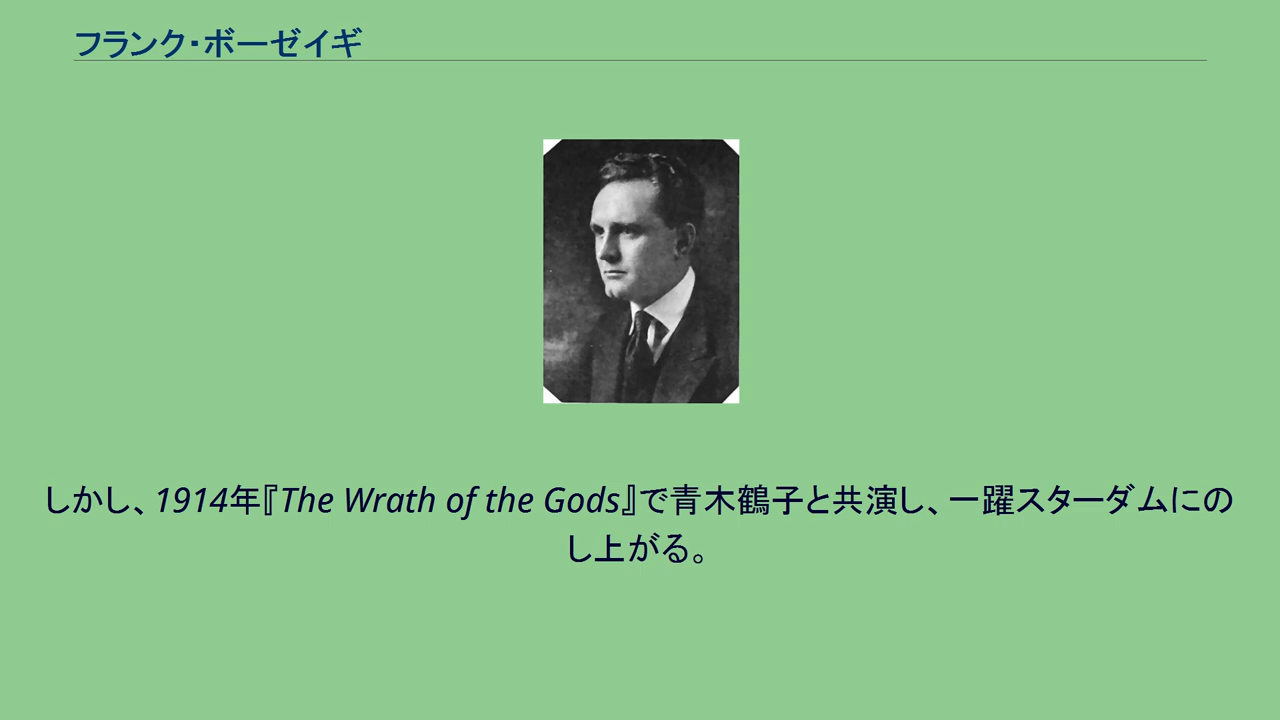 フランク・ボーゼイギ
しかし、1914年『The Wrath of the Gods』で青木鶴子と共演し、一躍スターダムにの
し上がる。